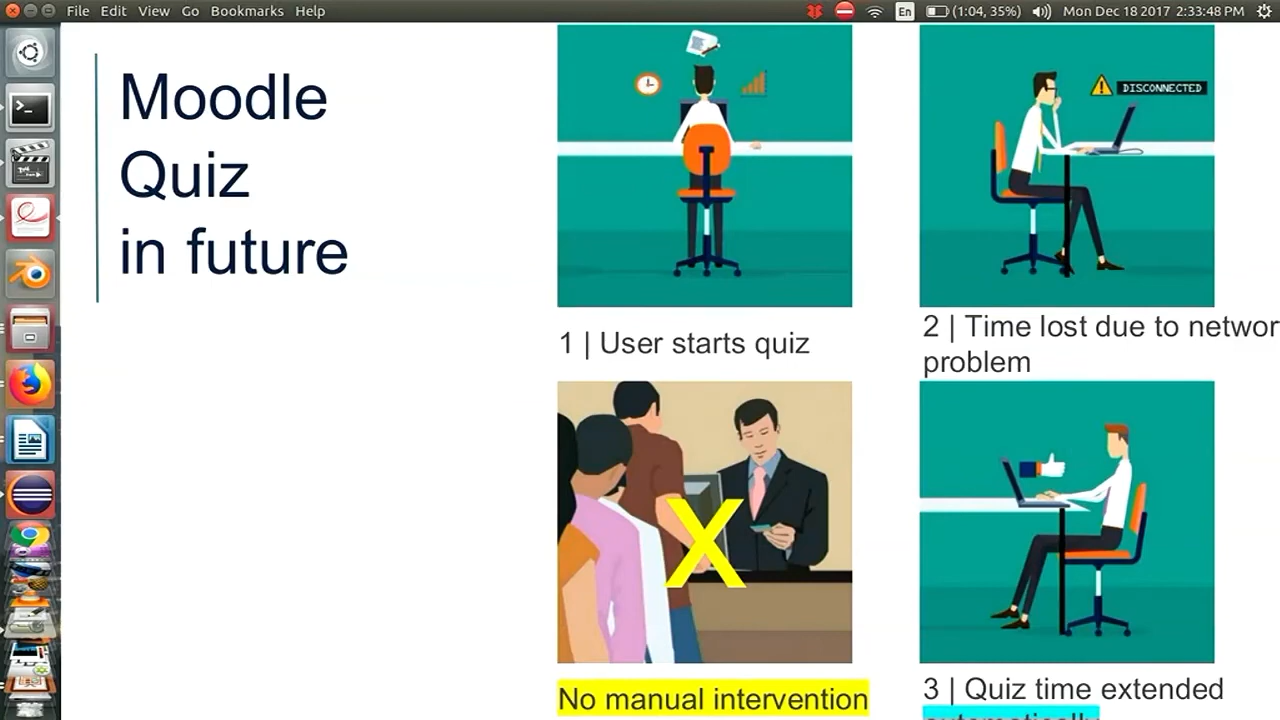 File Edit View Go Bookmarks Help
En (1:04, 35%) Mon Dec 18 2017 2:33:48 PM
Moodle
Quiz
in future
DISCONNECTED
1 | User starts quiz
2 | Time lost due to networ
problem
X
No manual intervention
3 | Quiz time extended
automatically